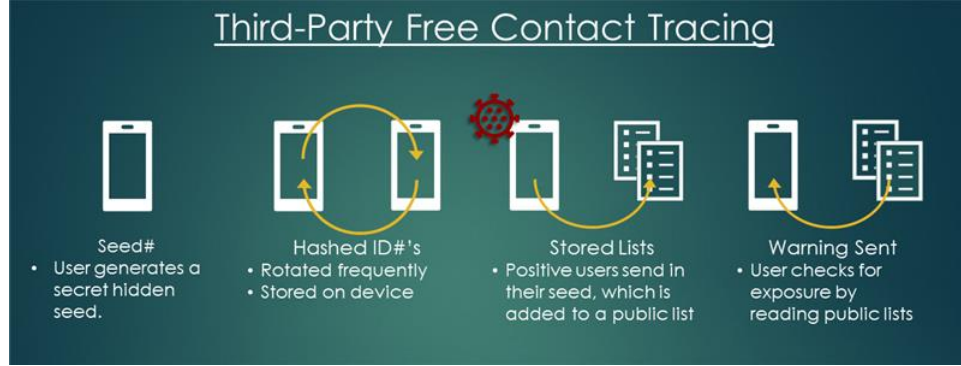 Third-Party Free Contact Tracing
Seed#
• User generates a
secret hidden
seed.
Hashed ID#'s
• Rotated frequently
• Stored on device
Stored Lists
• Positive users send in
their seed, which is
added to a public list
Warning Sent
• User checks for
exposure by
reading public lists